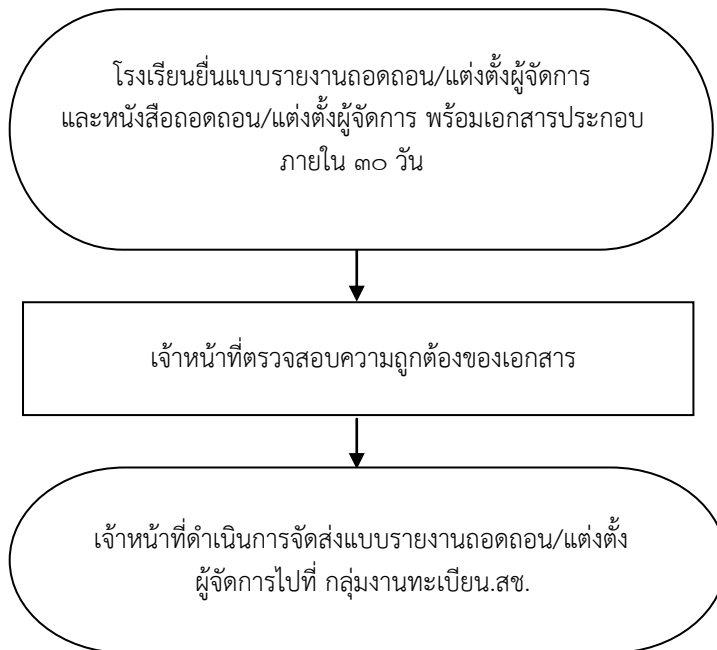 โรงเรียนยื่นแบบรายงานถอดถอน/แต่งตั้งผู้จัดการ
และหนังสือถอดถอน/แต่งตั้งผู้จัดการ พร้อมเอกสารประกอบ
ภายใน ๓๐ วัน
เจ้าหน้าที่ตรวจสอบความถูกต้องของเอกสาร
เจ้าหน้าที่ดำเนินการจัดส่งแบบรายงานถอดถอน/แต่งตั้ง
ผู้จัดการไปที่ กลุ่มงานทะเบียน.สช.